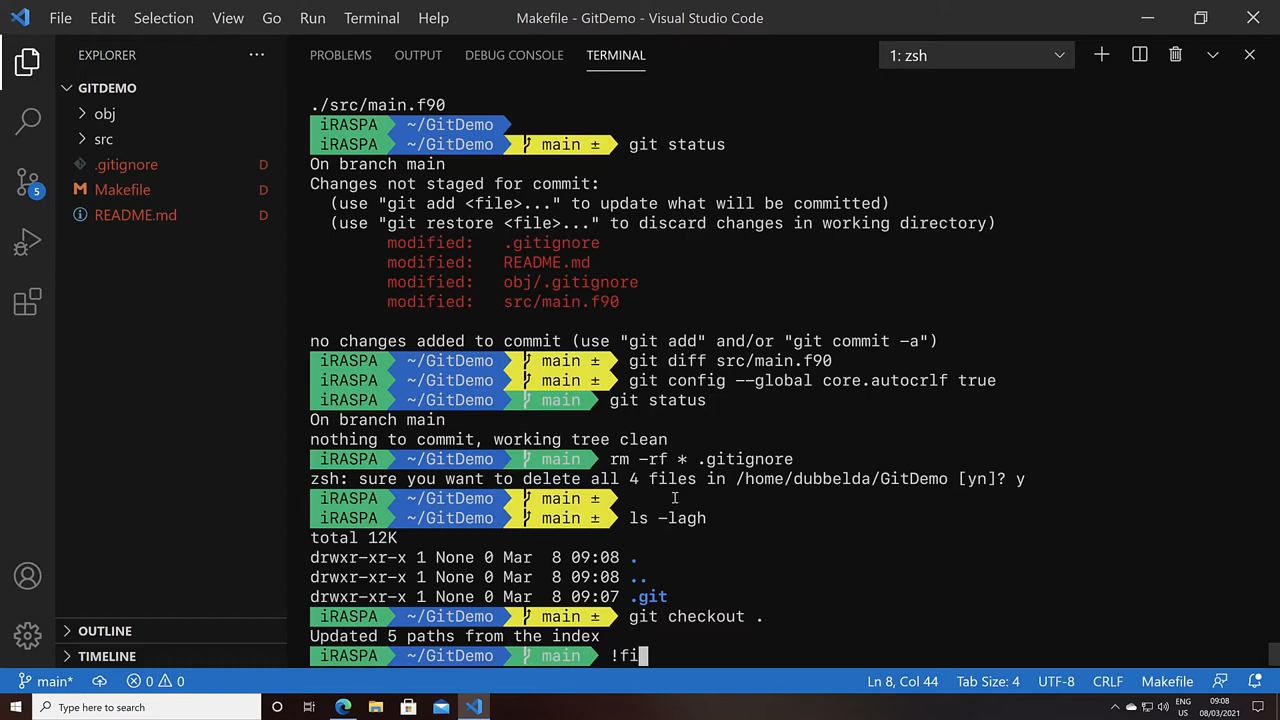 File Edit Selection View Go Run Terminal Help Makefile - GitDemo - Visual Studio Code
EXPLORER
GITDEMO
obj
src
.gitignore D
Makefile D
README.md D
OUTLINE
TIMELINE
5
PROBLEMS OUTPUT DEBUG CONSOLE TERMINAL 1: zsh
./src/main.f90
iRASPA ~/GitDemo
iRASPA ~/GitDemo main ± git status
On branch main
Changes not staged for commit:
(use "git add <file>..." to update what will be committed)
(use "git restore <file>..." to discard changes in working directory)
modified: .gitignore
modified: README.md
modified: obj/.gitignore
modified: src/main.f90
no changes added to commit (use "git add" and/or "git commit -a")
iRASPA ~/GitDemo main ± git diff src/main.f90
iRASPA ~/GitDemo main ± git config --global core.autocrlf true
iRASPA ~/GitDemo main git status
On branch main
nothing to commit, working tree clean
iRASPA ~/GitDemo main rm -rf * .gitignore
zsh: sure you want to delete all 4 files in /home/dubbelda/GitDemo [yn]? y
iRASPA ~/GitDemo main ±
iRASPA ~/GitDemo main ± ls -lagh
total 12K
drwxr-xr-x 1 None 0 Mar 8 09:08 .
drwxr-xr-x 1 None 0 Mar 8 09:08 ..
drwxr-xr-x 1 None 0 Mar 8 09:07 .git
iRASPA ~/GitDemo main ± git checkout .
Updated 5 paths from the index
iRASPA ~/GitDemo main !fi
main* 0 0 Ln 8, Col 44 Tab Size: 4 UTF-8 CRLF Makefile
Type here to search ENG 09:08
US 08/03/2021